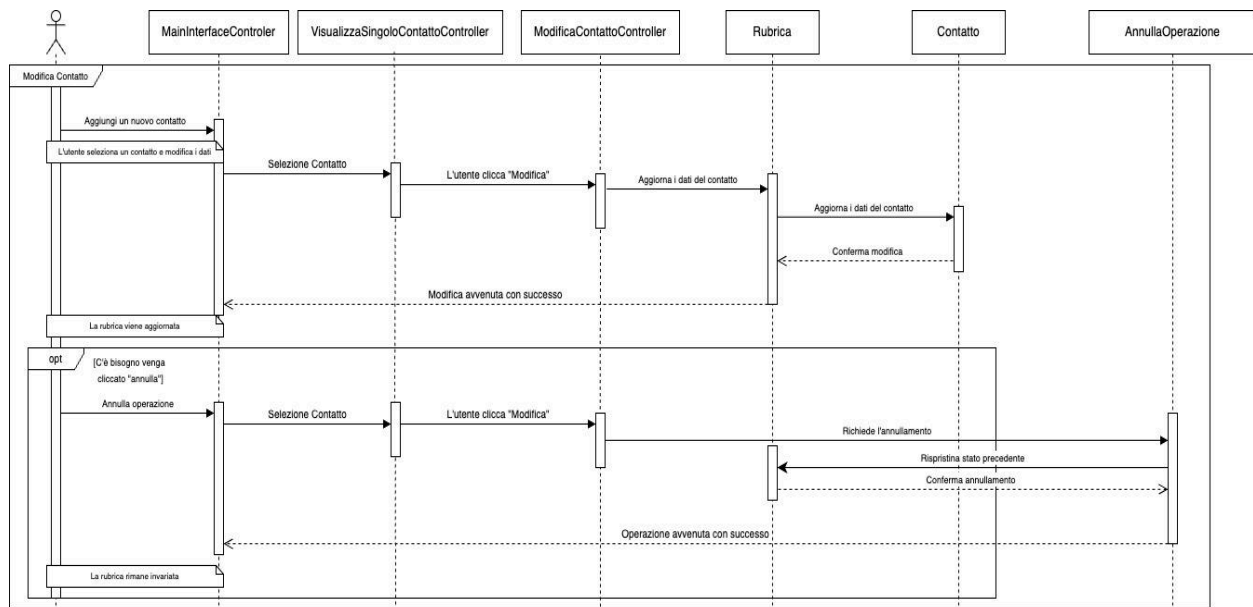 MainInterfaceControler
VisualizzaSingoloContattoController
ModificaContattoController
Rubrica
Contatto
AnnullaOperazione
Modifica Contatto
Aggiungi un nuovo contatto
L'utente seleziona un contatto e modifica i dati
Selezione Contatto
L'utente clicca "Modifica"
Aggiorna i dati del contatto
Aggiorna i dati del contatto
Conferma modifica
Modifica avvenuta con successo
La rubrica viene aggiornata
opt
[C'è bisogno venga
cliccato "annulla"]
Annulla operazione
Selezione Contatto
L'utente clicca "Modifica"
Richiede l'annullamento
Rispristina stato precedente
Conferma annullamento
Operazione avvenuta con successo
La rubrica rimane invariata